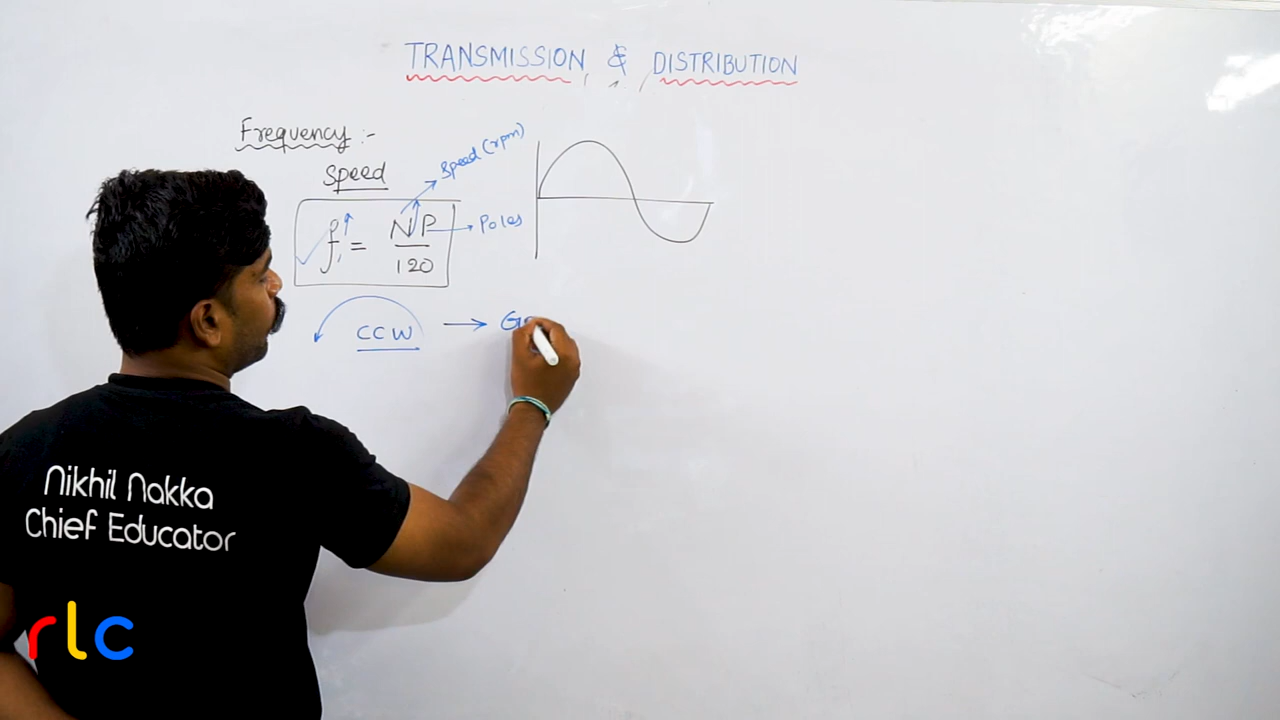 TRANSMISSION & DISTRIBUTION
Frequency :-
Speed
Speed (rpm)
f = NP
120
Poles
CCW →
Nikhil Nakka
Chief Educator
rlc